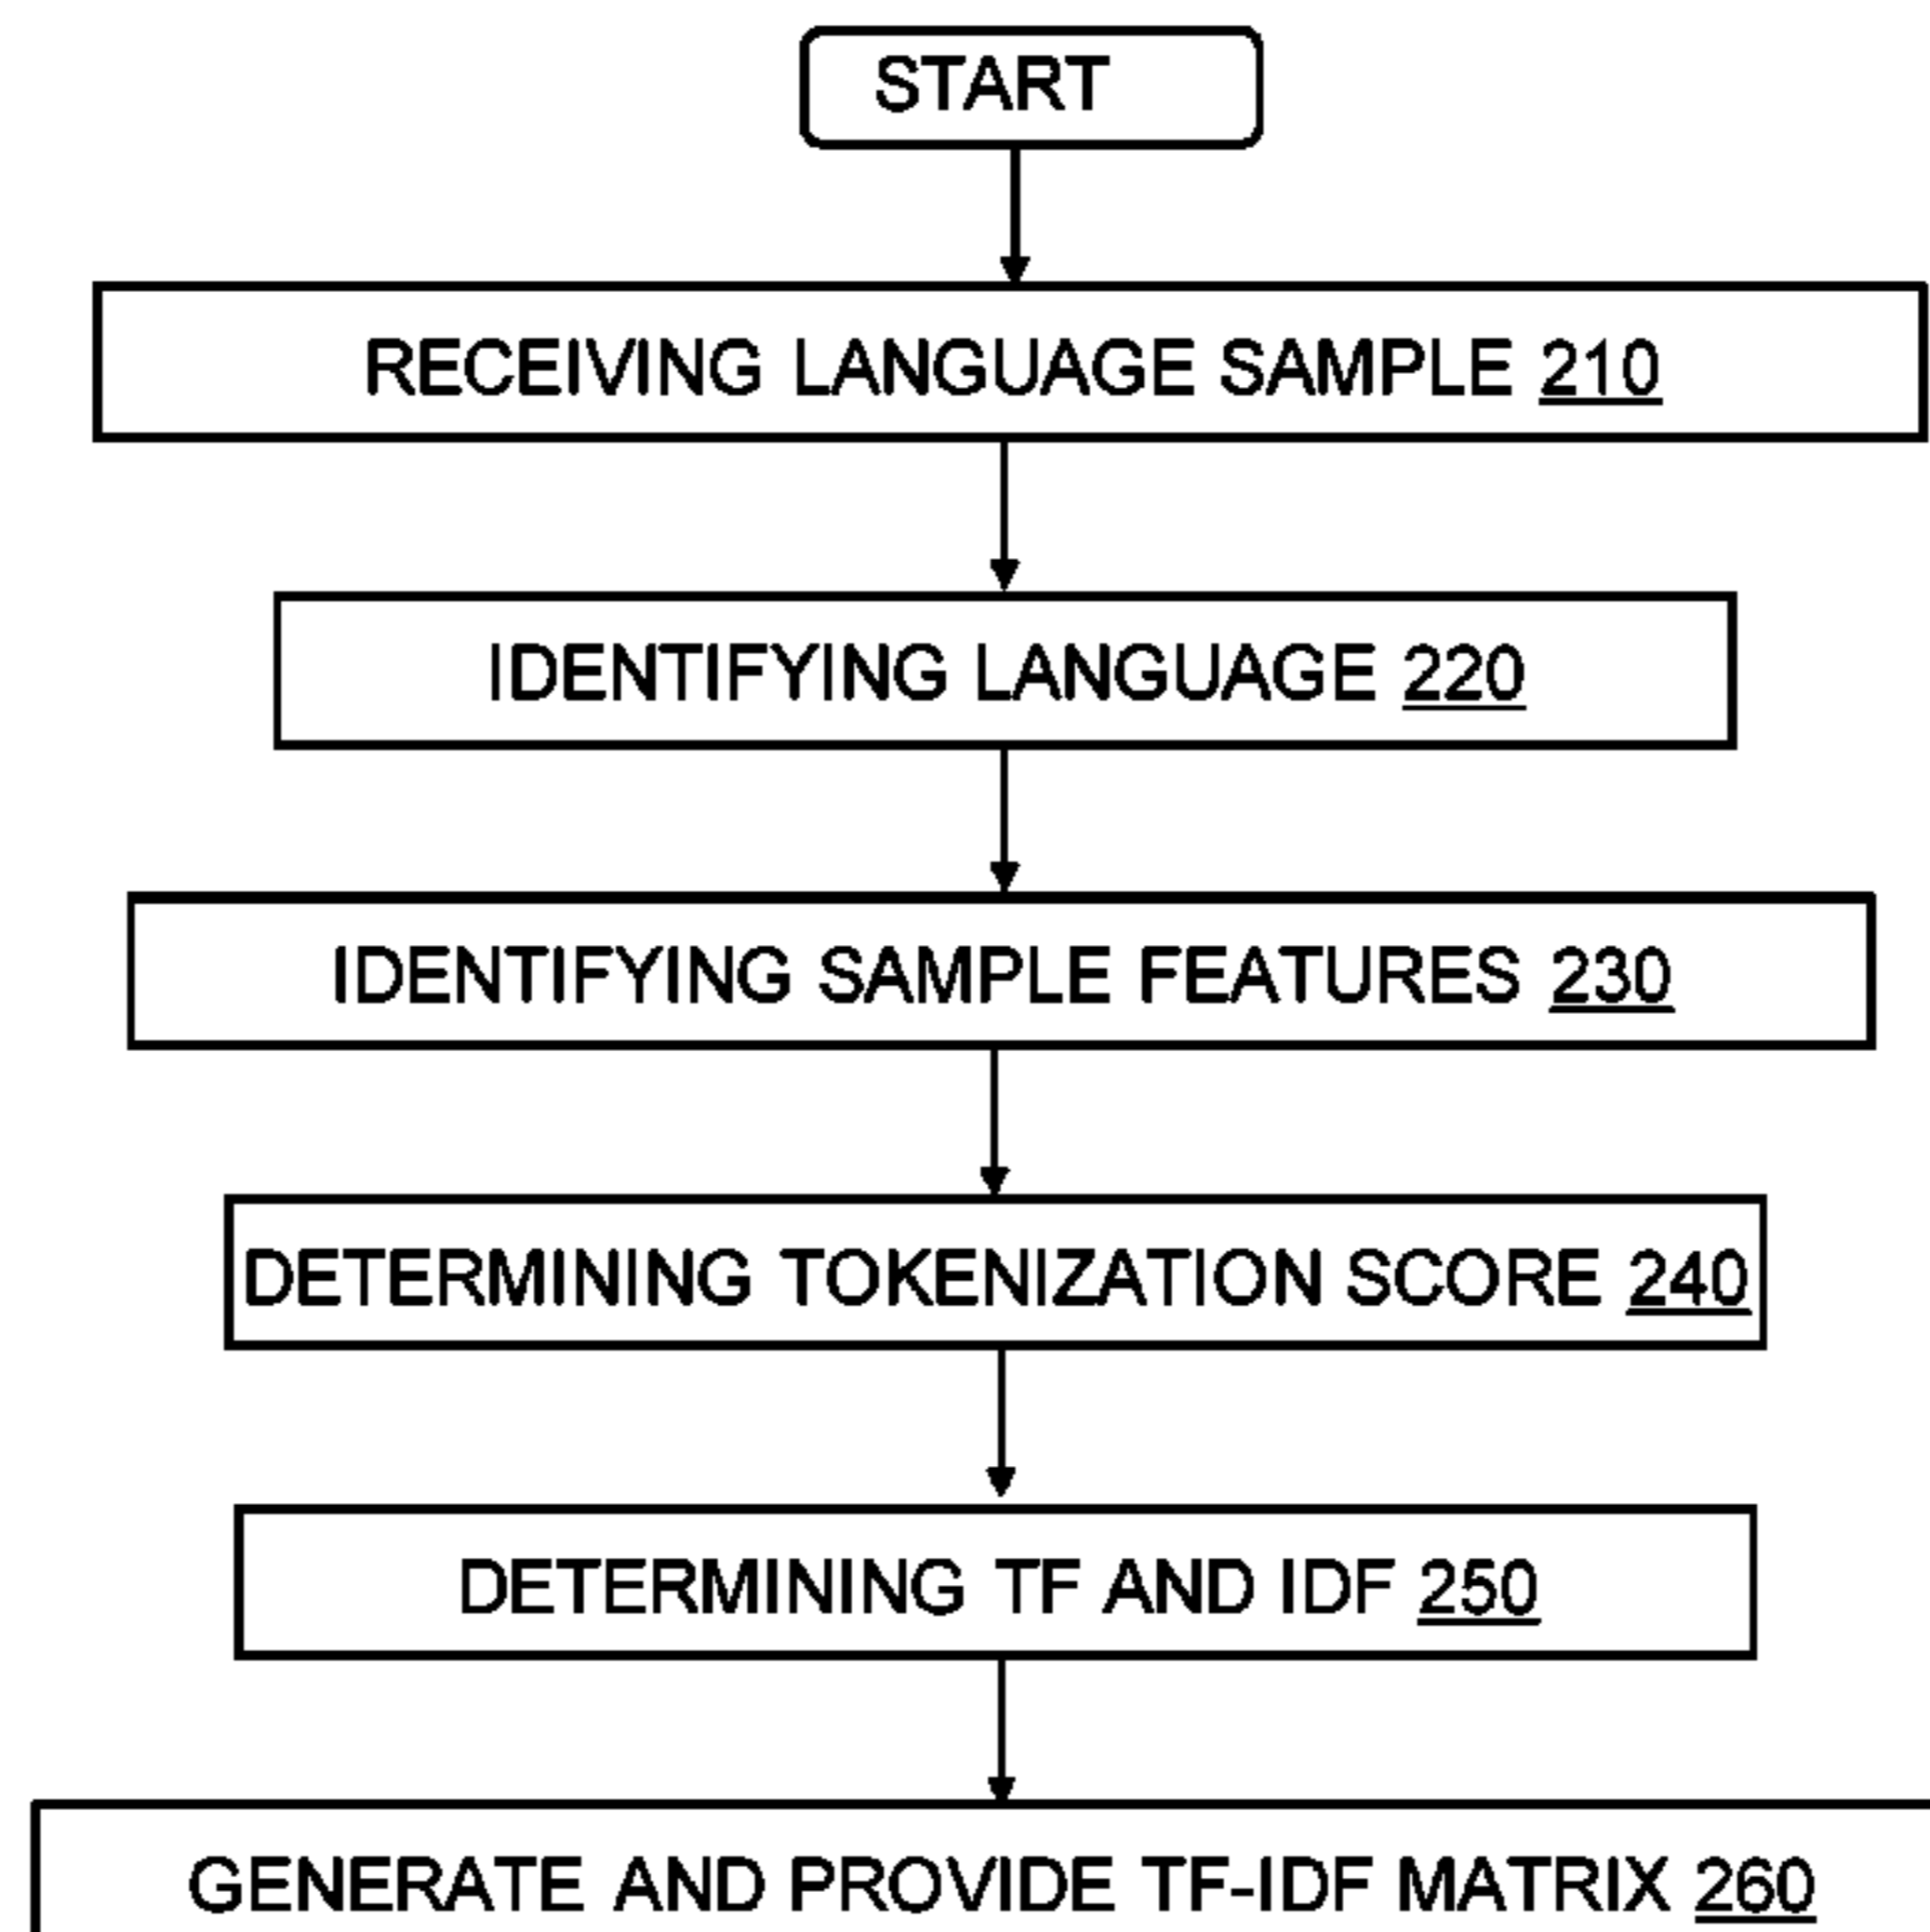 START
RECEIVING LANGUAGE SAMPLE 210
IDENTIFYING LANGUAGE 220
IDENTIFYING SAMPLE FEATURES 230
DETERMINING TOKENIZATION SCORE 240
DETERMINING TF AND IDF 250
GENERATE AND PROVIDE TF-IDF MATRIX 260